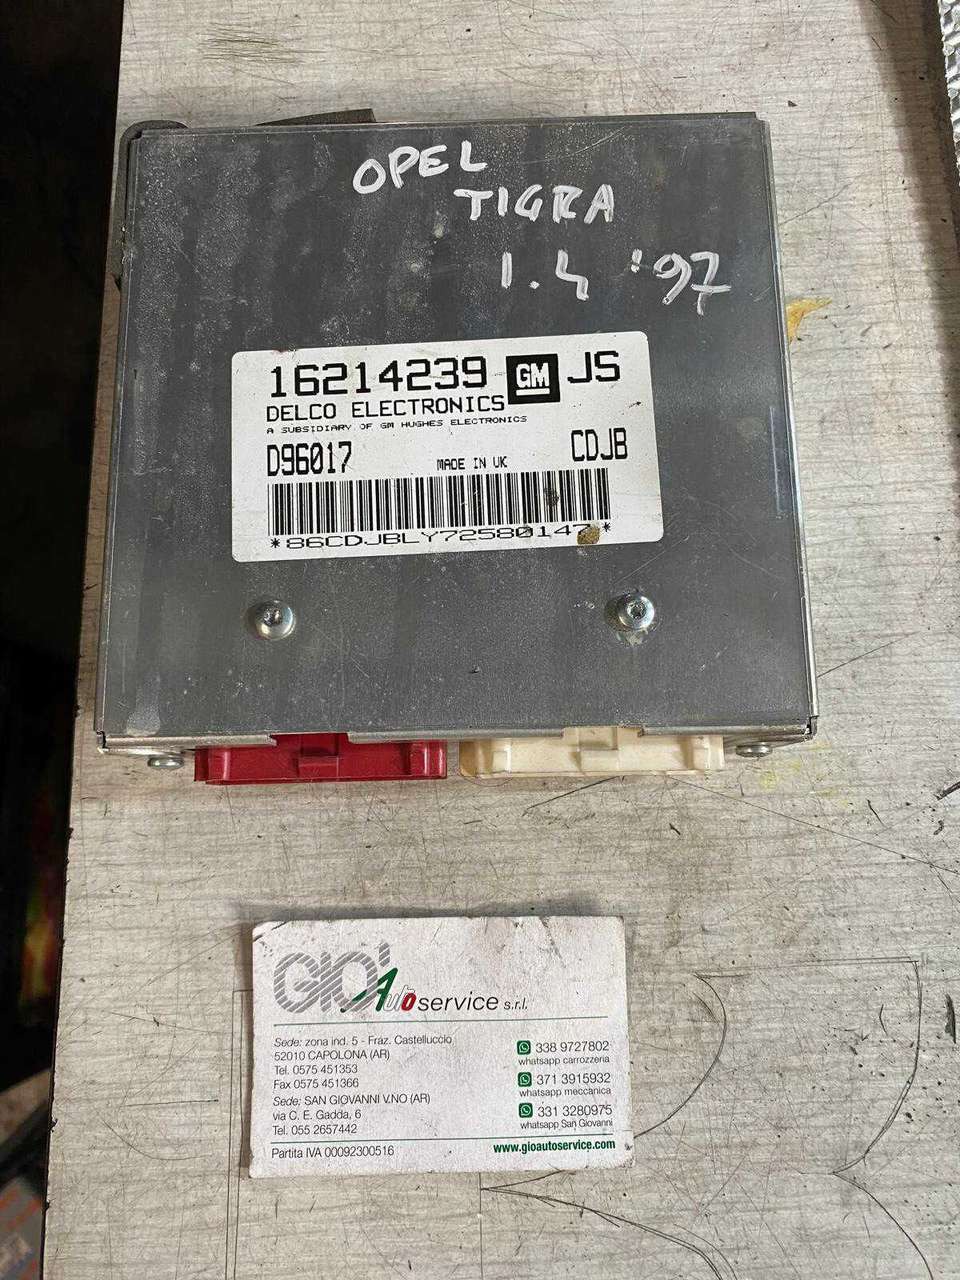 OPEL
TIGRA
1.4 '97
16214239 GM JS
DELCO ELECTRONICS
A SUBSIDIARY OF GM HUGHES ELECTRONICS
D96017 MADE IN UK CDJB
*86CDJBLY72580147*
GIO' Autoservice s.r.l.
Sede: zona ind. 5 - Fraz. Castelluccio
52010 CAPOLONA (AR)
Tel. 0575 451353
Fax 0575 451366
Sede: SAN GIOVANNI V.NO (AR)
via C. E. Gadda, 6
Tel. 055 2657442
338 9727802
whatsapp carrozzeria
371 3915932
whatsapp meccanica
331 3280975
whatsapp San Giovanni
Partita IVA 00092300516
www.gioautoservice.com